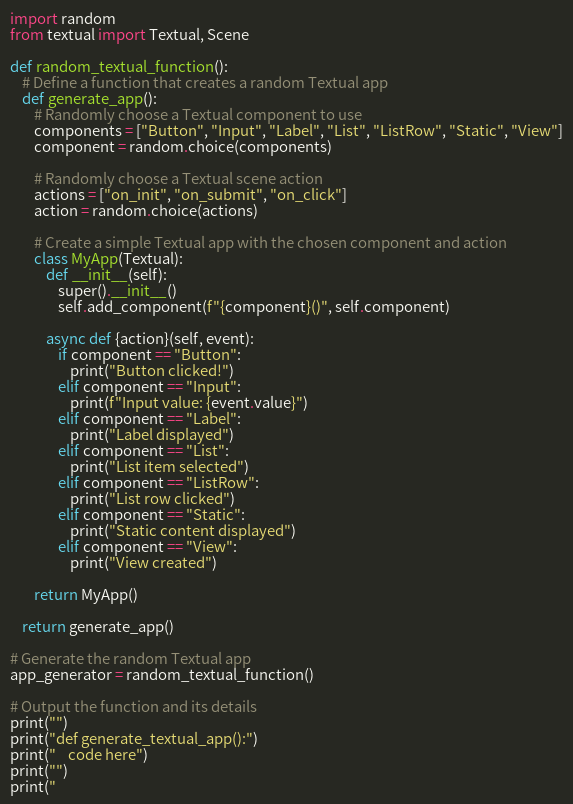 import random
from textual import Textual, Scene

def random_textual_function():
    # Define a function that creates a random Textual app
    def generate_app():
        # Randomly choose a Textual component to use
        components = ["Button", "Input", "Label", "List", "ListRow", "Static", "View"]
        component = random.choice(components)

        # Randomly choose a Textual scene action
        actions = ["on_init", "on_submit", "on_click"]
        action = random.choice(actions)

        # Create a simple Textual app with the chosen component and action
        class MyApp(Textual):
            def __init__(self):
                super().__init__()
                self.add_component(f"{component}()", self.component)

            async def {action}(self, event):
                if component == "Button":
                    print("Button clicked!")
                elif component == "Input":
                    print(f"Input value: {event.value}")
                elif component == "Label":
                    print("Label displayed")
                elif component == "List":
                    print("List item selected")
                elif component == "ListRow":
                    print("List row clicked")
                elif component == "Static":
                    print("Static content displayed")
                elif component == "View":
                    print("View created")

        return MyApp()

    return generate_app()

# Generate the random Textual app
app_generator = random_textual_function()

# Output the function and its details
print("")
print("def generate_textual_app():")
print("    code here")
print("")
print("